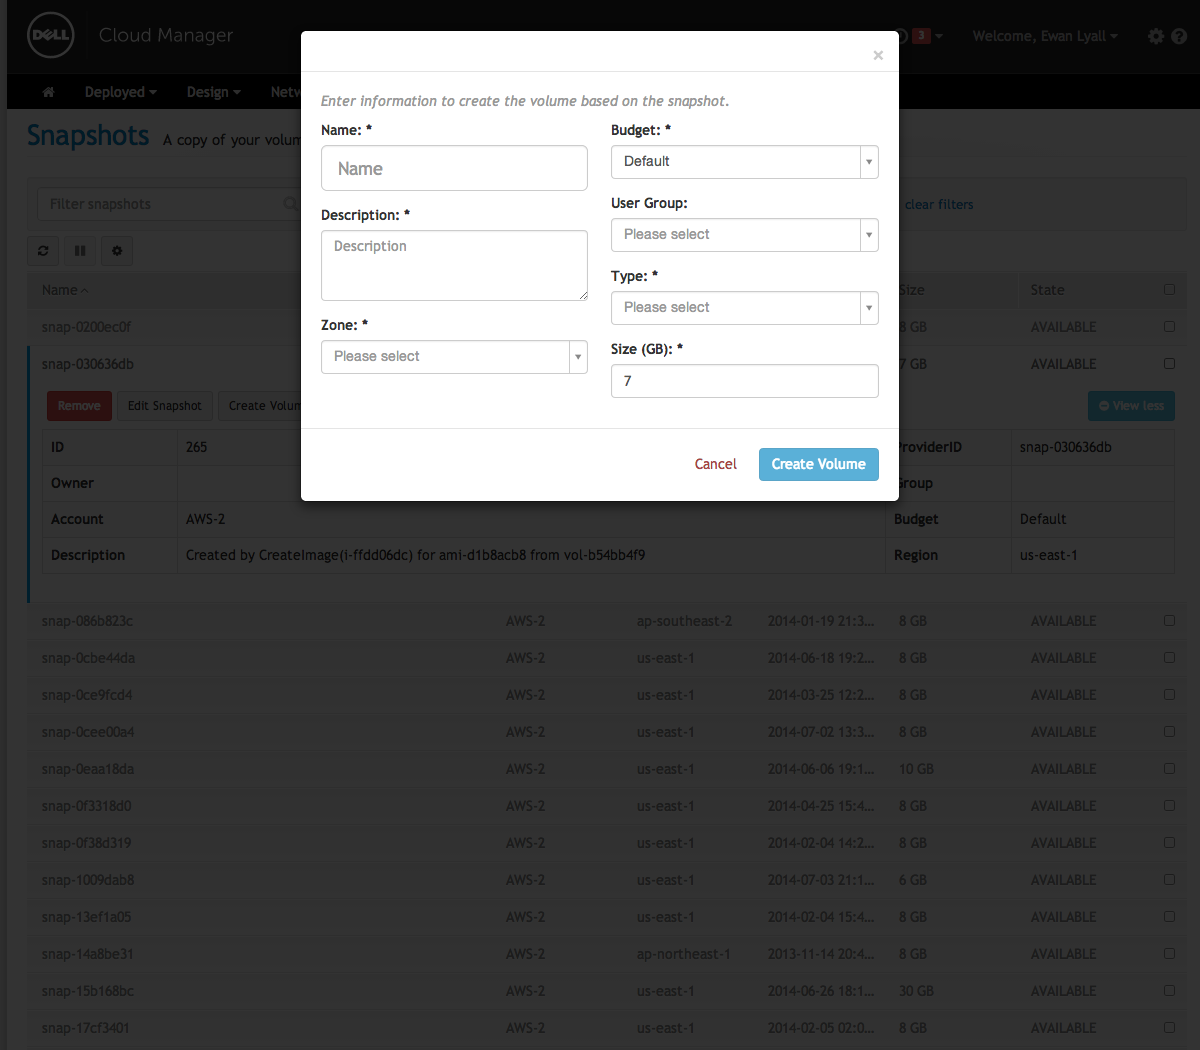 DELL Cloud Manager 3 Welcome, Ewan Lyall
Deployed Design
Snapshots A copy of your
Filter snapshots clear filters
Name Size State
snap-0200ec0f 8 GB AVAILABLE
snap-030636db 7 GB AVAILABLE
Remove Edit Snapshot Create View less
ID 265 ProviderID snap-030636db
Owner Group
Account AWS-2 Budget Default
Description Created by CreateImage(i-ffdd06dc) for ami-d1b8acb8 from vol-b54bb4f9 Region us-east-1
snap-086b823c AWS-2 ap-southeast-2 2014-01-19 21:3... 8 GB AVAILABLE
snap-0cbe44da AWS-2 us-east-1 2014-06-18 19:2... 8 GB AVAILABLE
snap-0ce9fcd4 AWS-2 us-east-1 2014-03-25 12:2... 8 GB AVAILABLE
snap-0cee00a4 AWS-2 us-east-1 2014-07-02 13:3... 8 GB AVAILABLE
snap-0eaa18da AWS-2 us-east-1 2014-06-06 19:1... 10 GB AVAILABLE
snap-0f3318d0 AWS-2 us-east-1 2014-04-25 15:4... 8 GB AVAILABLE
snap-0f38d319 AWS-2 us-east-1 2014-02-04 14:2... 8 GB AVAILABLE
snap-1009dab8 AWS-2 us-east-1 2014-07-03 21:1... 6 GB AVAILABLE
snap-13ef1a05 AWS-2 us-east-1 2014-02-04 15:4... 8 GB AVAILABLE
snap-14a8be31 AWS-2 ap-northeast-1 2013-11-14 20:4... 8 GB AVAILABLE
snap-15b168bc AWS-2 us-east-1 2014-06-26 18:1... 30 GB AVAILABLE
snap-17cf3401 AWS-2 us-east-1 2014-02-05 02:0... 8 GB AVAILABLE
×
Enter information to create the volume based on the snapshot.
Name: *
Name
Description: *
Description
Zone: *
Please select
Budget: *
Default
User Group:
Please select
Type: *
Please select
Size (GB): *
7
Cancel Create Volume